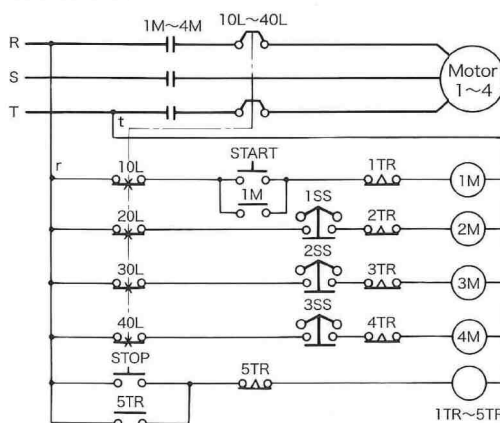 1M～4M 10L～40L
R
S
T
Motor
1～4
t
r
10L START 1TR 1M
1M
20L 1SS 2TR 2M
30L 2SS 3TR 3M
40L 3SS 4TR 4M
STOP
5TR
5TR
1TR～5TR